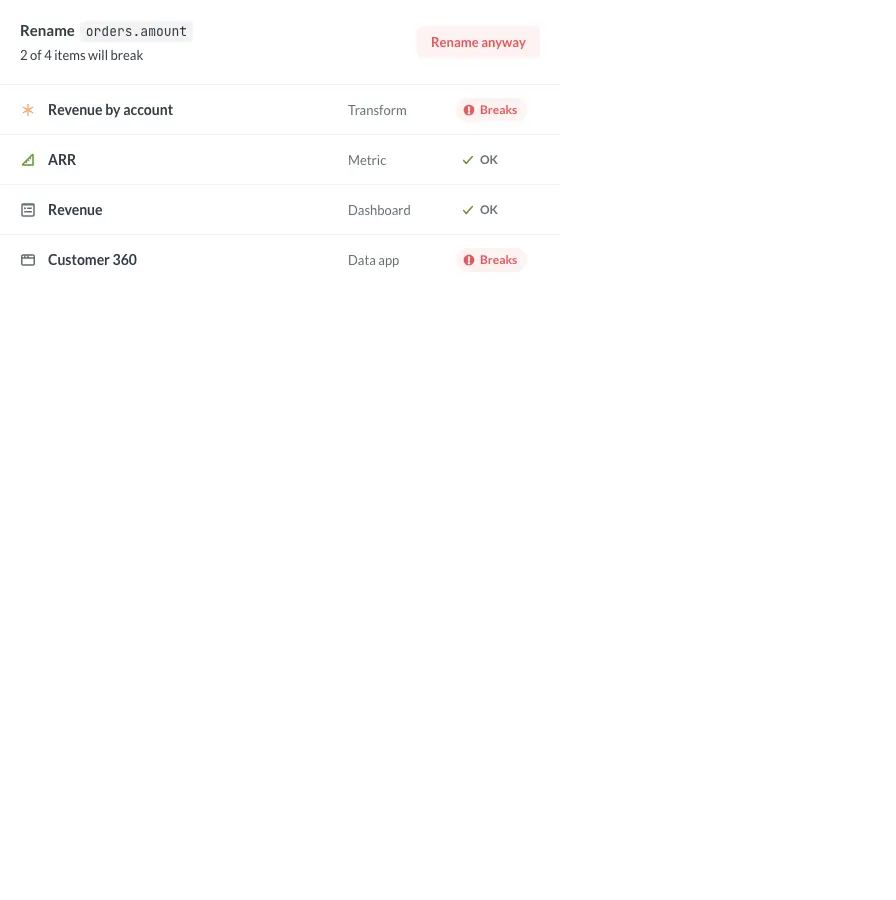 Rename orders.amount
2 of 4 items will break
Rename anyway
Revenue by account Transform Breaks
ARR Metric OK
Revenue Dashboard OK
Customer 360 Data app Breaks